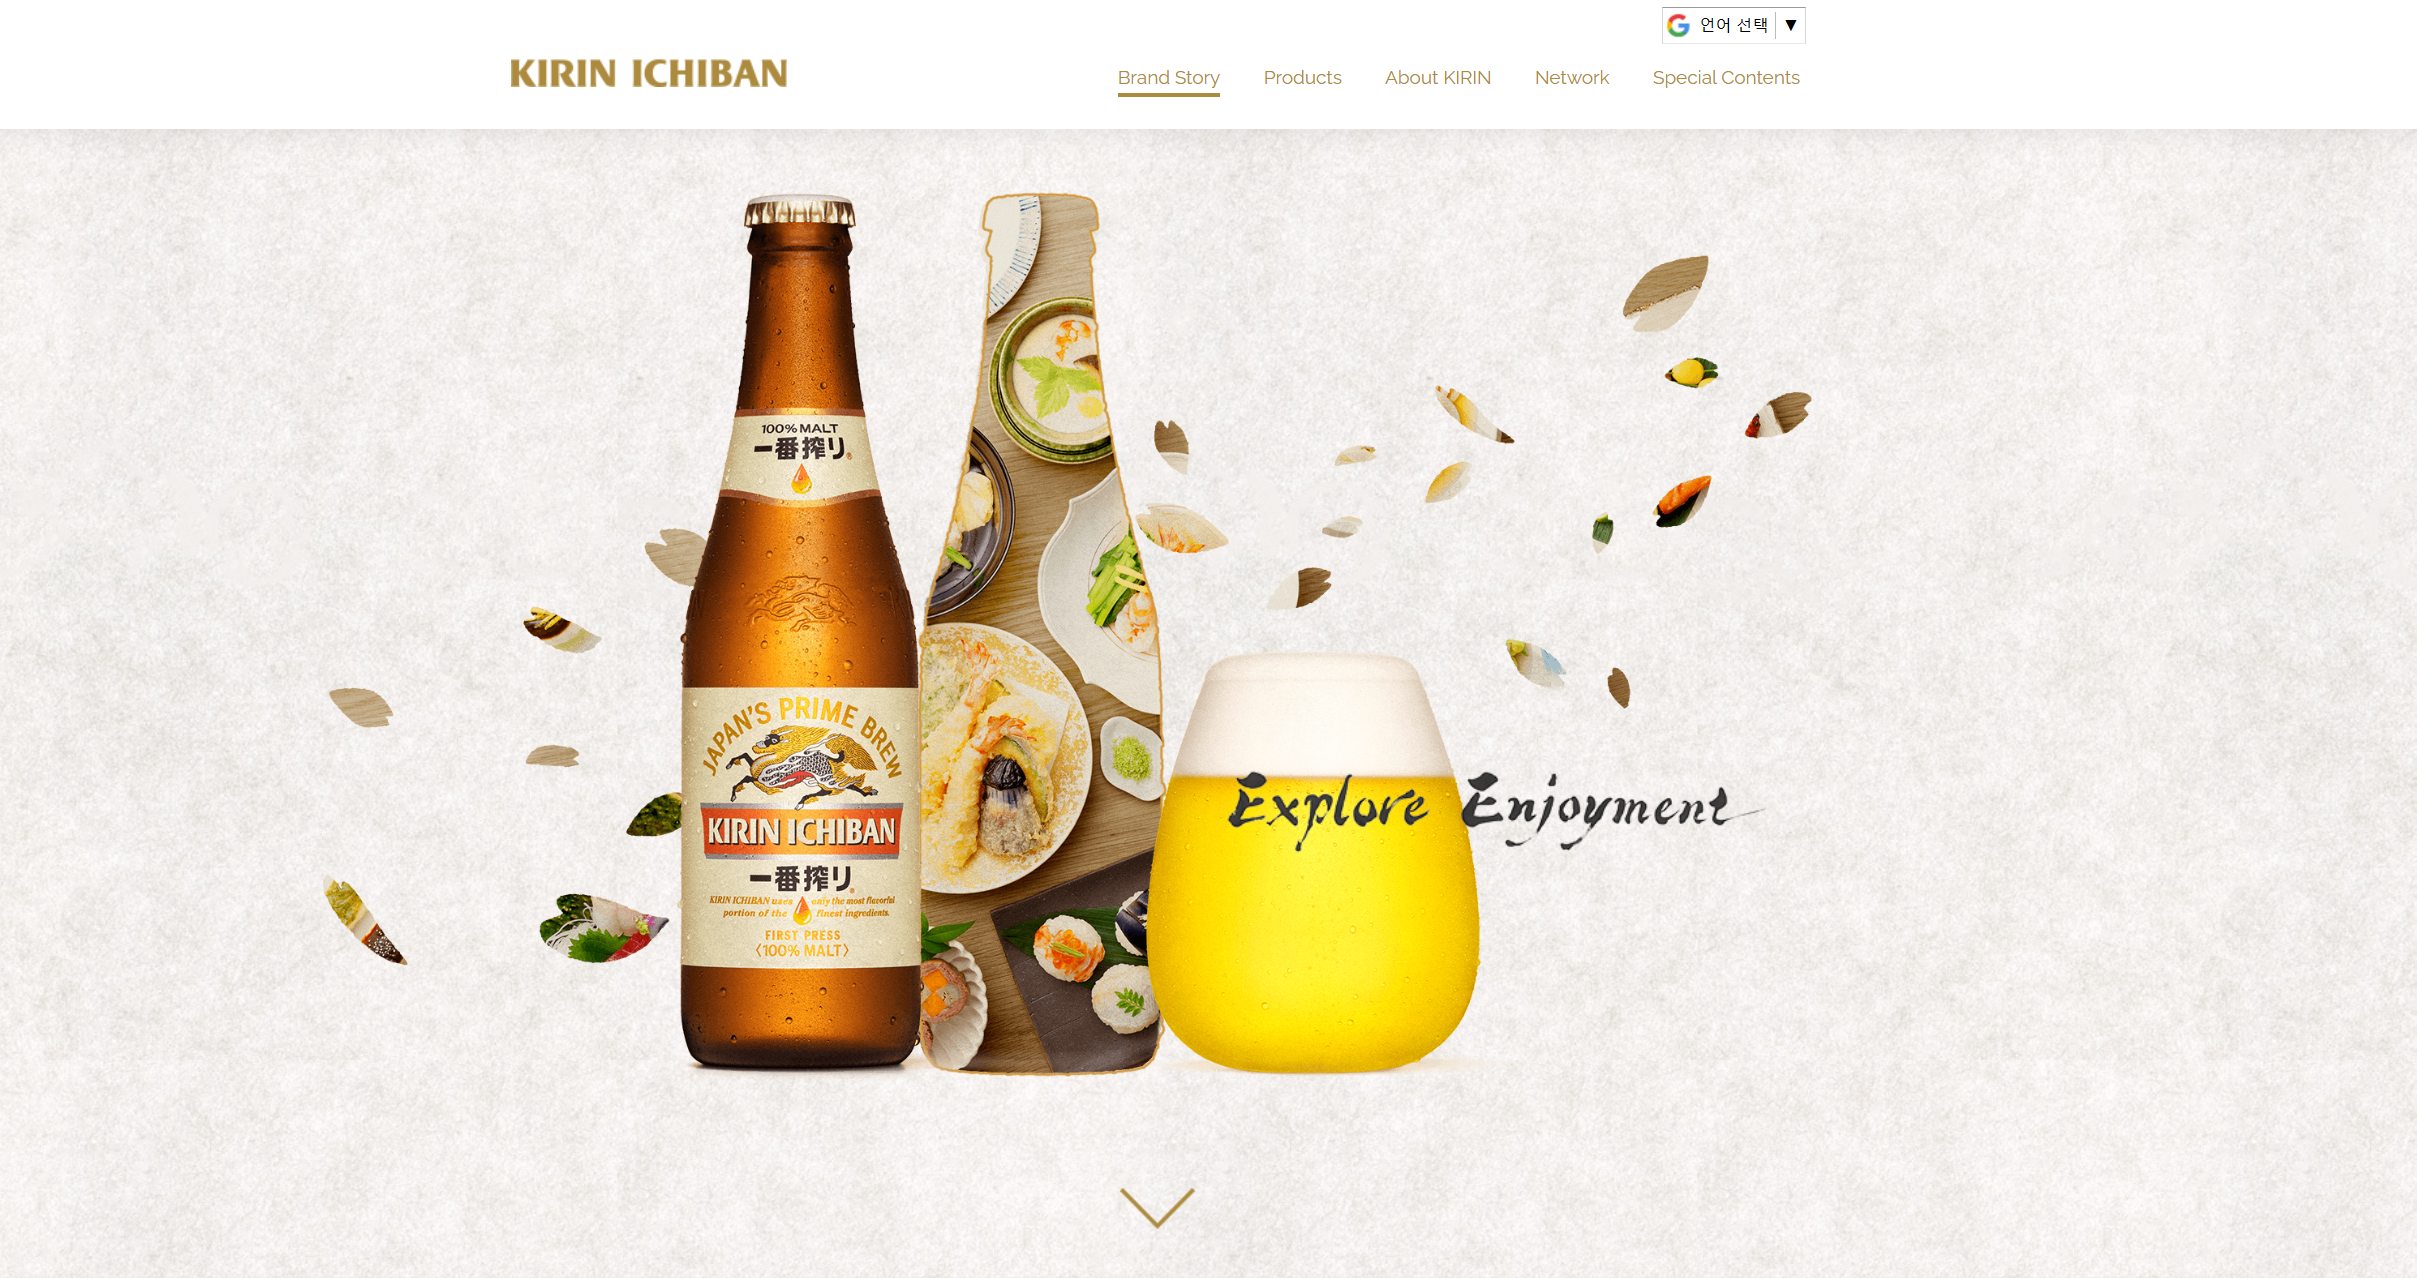 언어 선택 ▼
KIRIN ICHIBAN
Brand Story Products About KIRIN Network Special Contents
100% MALT
一番搾り®
JAPAN'S PRIME BREW
KIRIN ICHIBAN
一番搾り®
KIRIN ICHIBAN uses only the most flavorful
portion of the finest ingredients.
FIRST PRESS
〈100% MALT〉
Explore Enjoyment